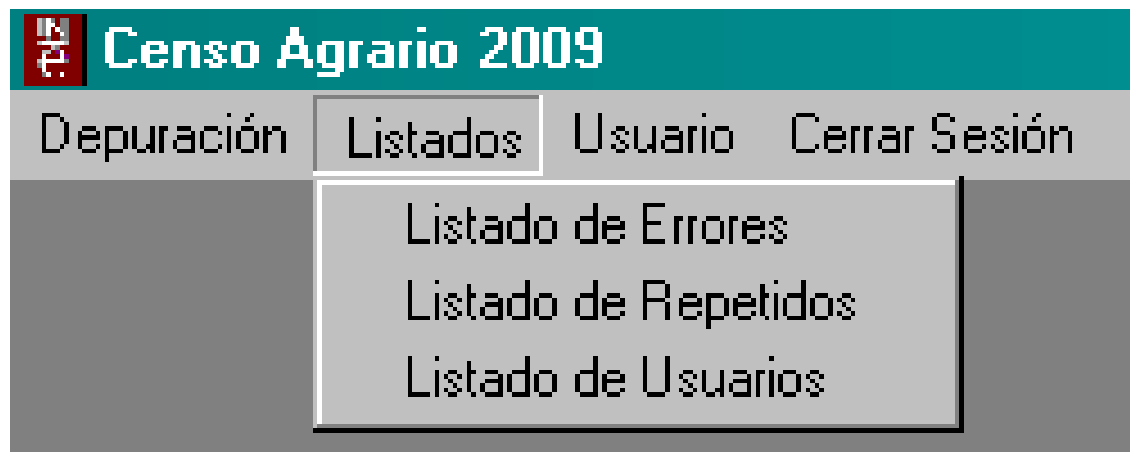 Censo Agrario 2009
Depuración Listados Usuario Cerrar Sesión
Listado de Errores
Listado de Repetidos
Listado de Usuarios